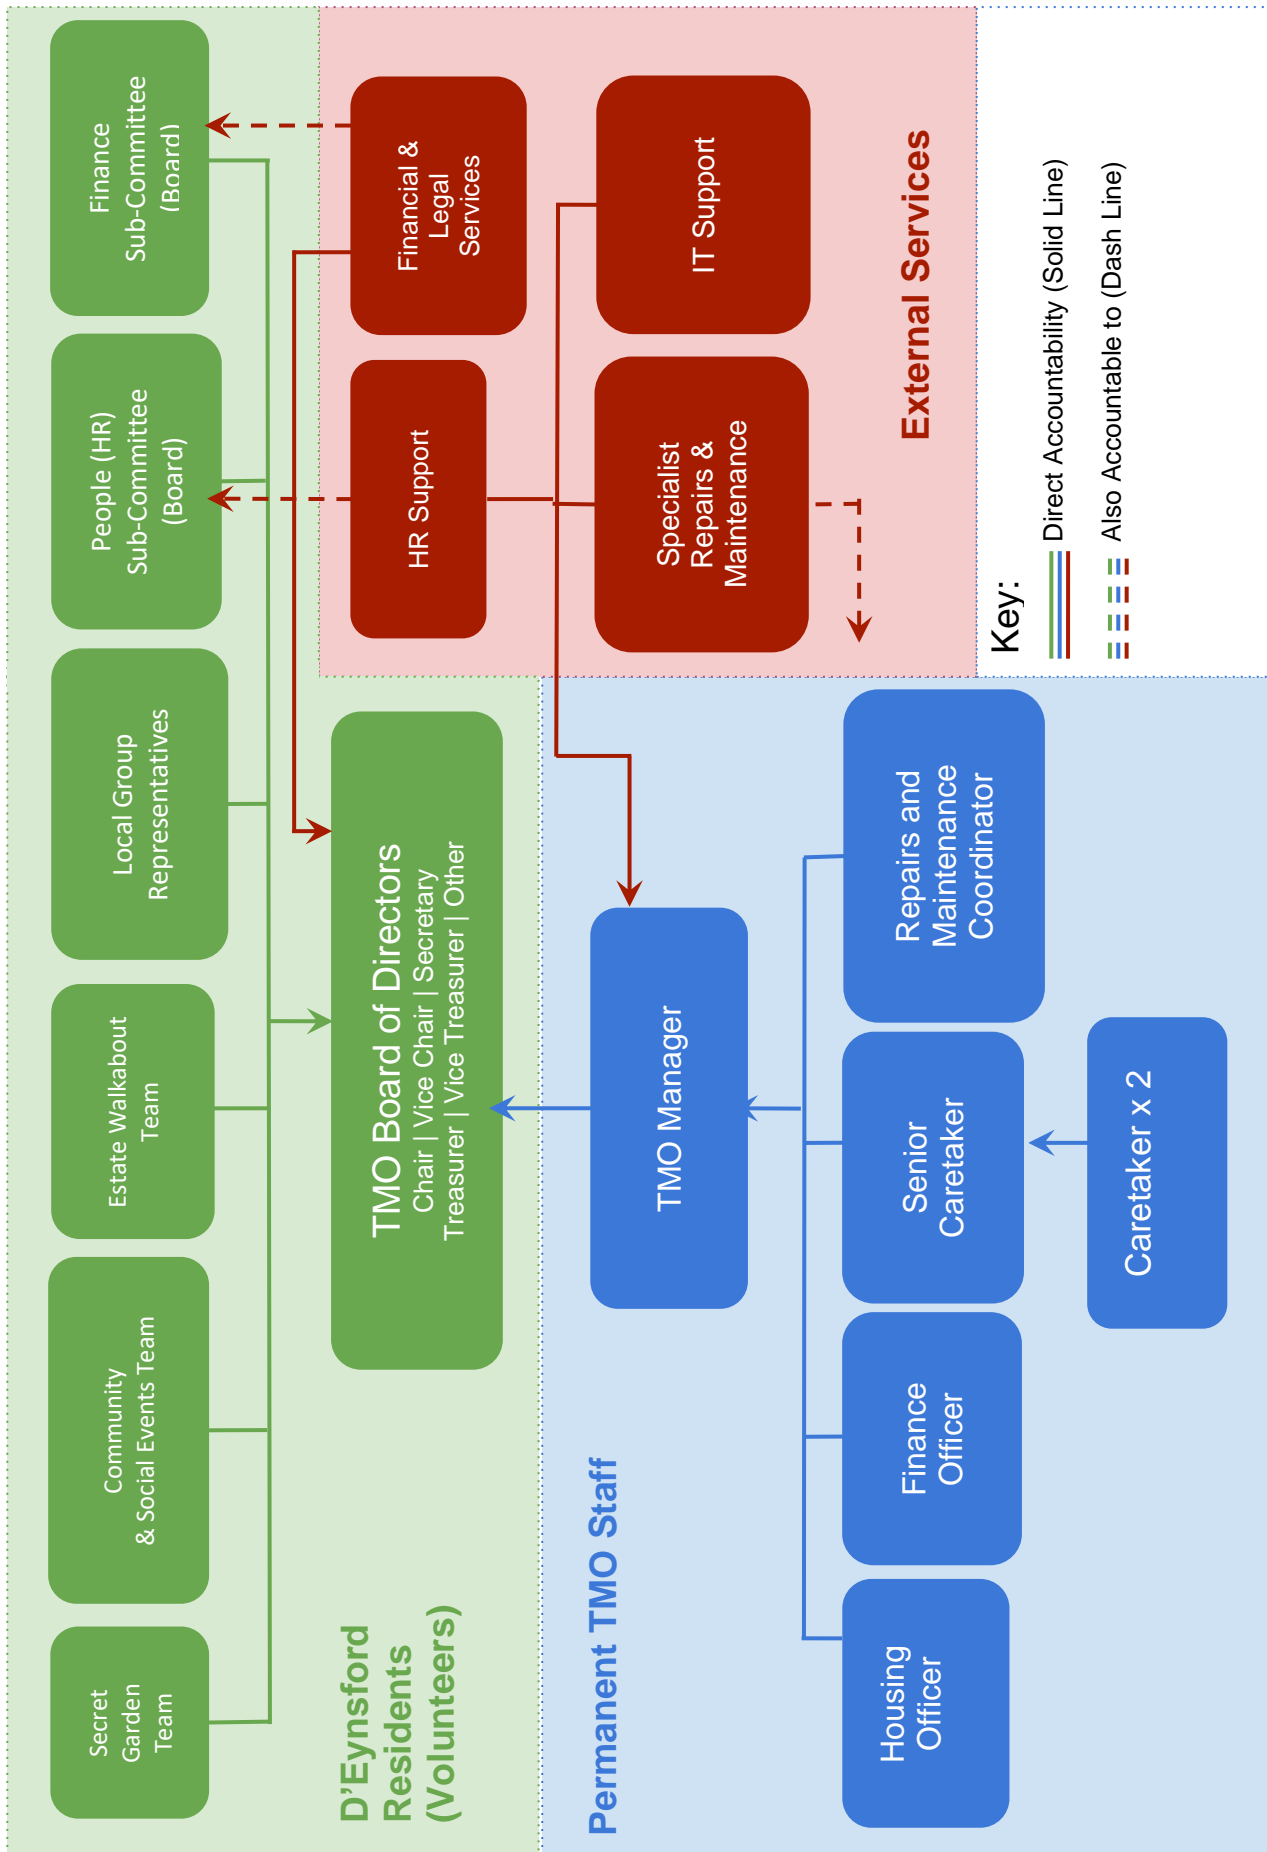 Secret
Garden
Team
Community
& Social Events Team
Estate Walkabout
Team
Local Group
Representatives
People (HR)
Sub-Committee
(Board)
Finance
Sub-Committee
(Board)
D’Eynsford
Residents
(Volunteers)
TMO Board of Directors
Chair | Vice Chair | Secretary
Treasurer | Vice Treasurer | Other
HR Support
Financial &
Legal
Services
Specialist
Repairs &
Maintenance
IT Support
External Services
Permanent TMO Staff
TMO Manager
Housing
Officer
Finance
Officer
Senior
Caretaker
Repairs and
Maintenance
Coordinator
Caretaker x 2
Key:
Direct Accountability (Solid Line)
Also Accountable to (Dash Line)